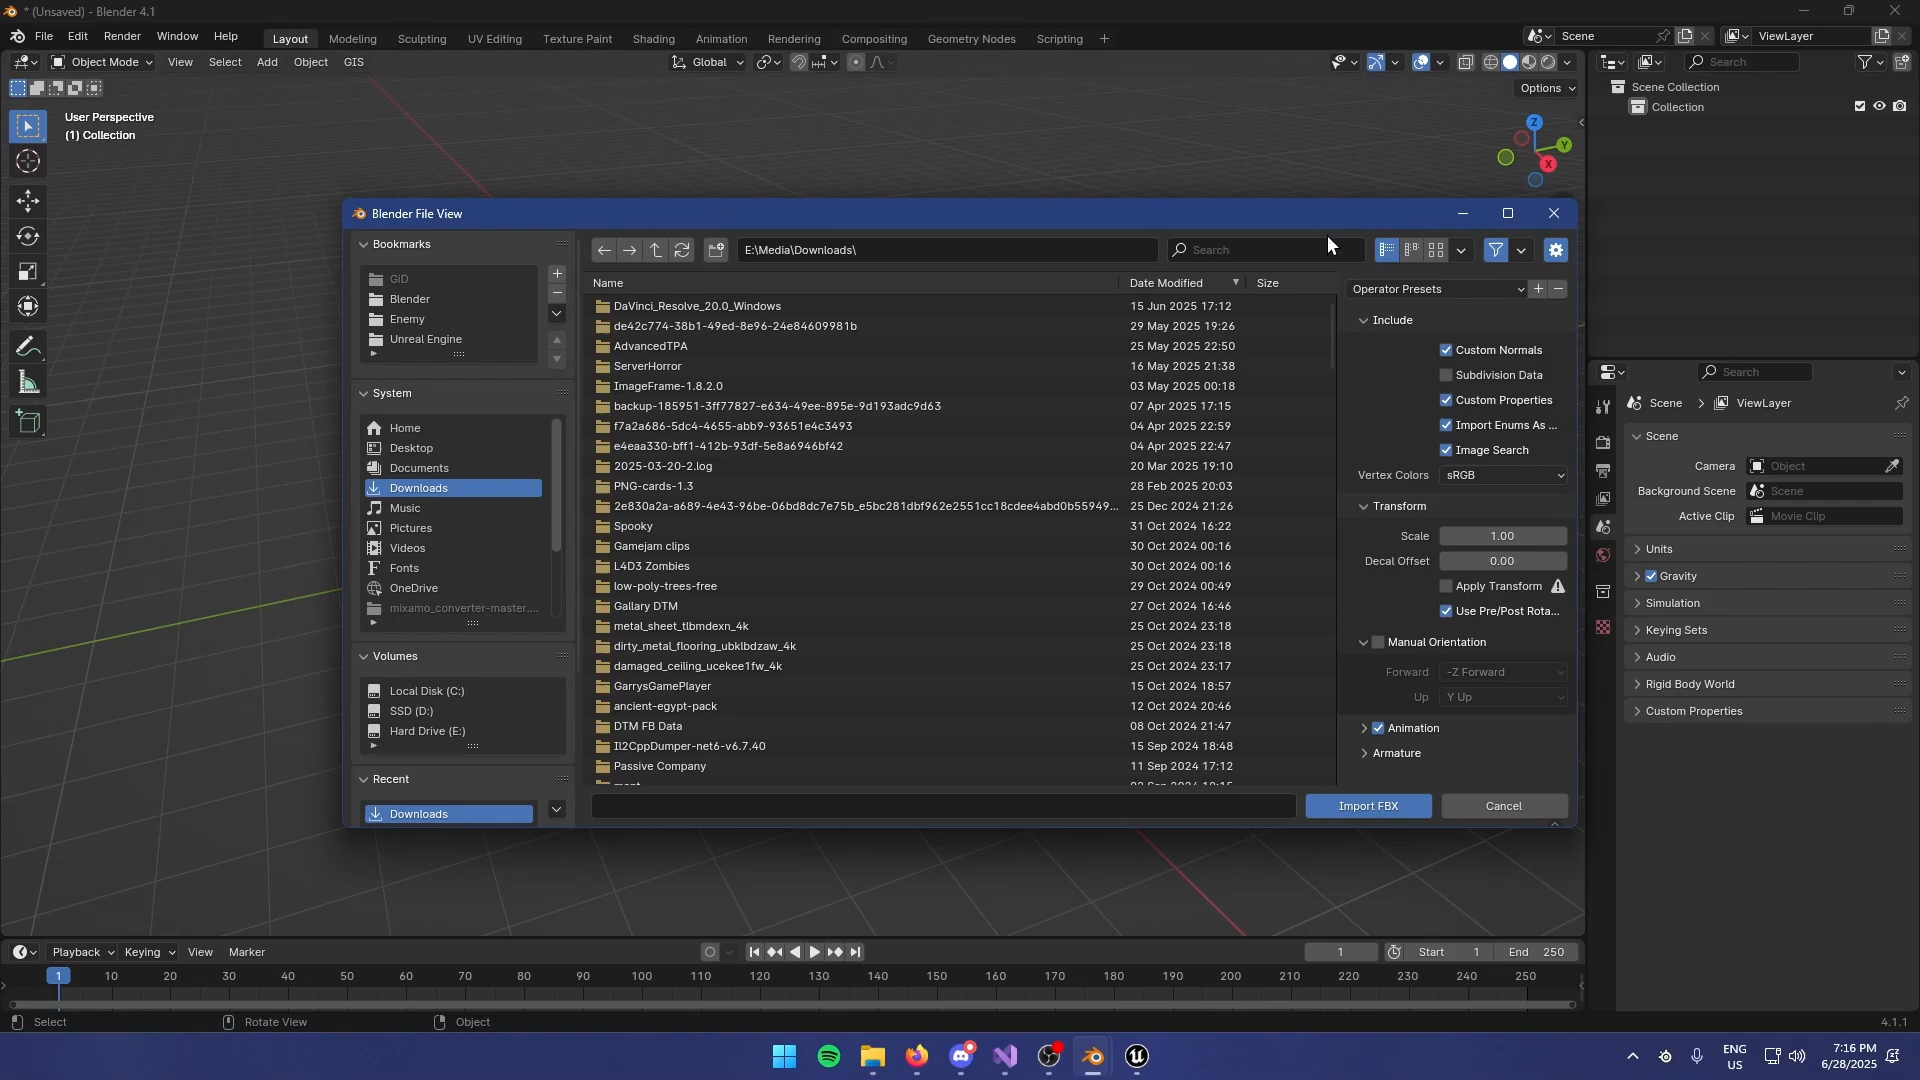 * (Unsaved) - Blender 4.1
File Edit Render Window Help
Layout Modeling Sculpting UV Editing Texture Paint Shading Animation Rendering Compositing Geometry Nodes Scripting +
Scene
ViewLayer
Object Mode View Select Add Object GIS
Global
Search
Options
User Perspective
(1) Collection
Z
Y
X
Scene Collection
Collection
Blender File View
Bookmarks
GiD
Blender
Enemy
Unreal Engine
System
Home
Desktop
Documents
Downloads
Music
Pictures
Videos
Fonts
OneDrive
mixamo_converter-master....
Volumes
Local Disk (C:)
SSD (D:)
Hard Drive (E:)
Recent
Downloads
E:\Media\Downloads\
Search
Name Date Modified Size
DaVinci_Resolve_20.0_Windows 15 Jun 2025 17:12
de42c774-38b1-49ed-8e96-24e84609981b 29 May 2025 19:26
AdvancedTPA 25 May 2025 22:50
ServerHorror 16 May 2025 21:38
ImageFrame-1.8.2.0 03 May 2025 00:18
backup-185951-3ff77827-e634-49ee-895e-9d193adc9d63 07 Apr 2025 17:15
f7a2a686-5dc4-4655-abb9-93651e4c3493 04 Apr 2025 22:59
e4eaa330-bff1-412b-93df-5e8a6946bf42 04 Apr 2025 22:47
2025-03-20-2.log 20 Mar 2025 19:10
PNG-cards-1.3 28 Feb 2025 20:03
2e830a2a-a689-4e43-96be-06bd8dc7e75b_e5bc281dbf962e2551cc18cdee4abd0b55949... 25 Dec 2024 21:26
Spooky 31 Oct 2024 16:22
Gamejam clips 30 Oct 2024 00:16
L4D3 Zombies 30 Oct 2024 00:16
low-poly-trees-free 29 Oct 2024 00:49
Gallary DTM 27 Oct 2024 16:46
metal_sheet_tlbmdexn_4k 25 Oct 2024 23:18
dirty_metal_flooring_ubklbdzaw_4k 25 Oct 2024 23:18
damaged_ceiling_ucekee1fw_4k 25 Oct 2024 23:17
GarrysGamePlayer 15 Oct 2024 18:57
ancient-egypt-pack 12 Oct 2024 20:46
DTM FB Data 08 Oct 2024 21:47
Il2CppDumper-net6-v6.7.40 15 Sep 2024 18:48
Passive Company 11 Sep 2024 17:12
Operator Presets
Include
Custom Normals
Subdivision Data
Custom Properties
Import Enums As ...
Image Search
Vertex Colors sRGB
Transform
Scale 1.00
Decal Offset 0.00
Apply Transform
Use Pre/Post Rota...
Manual Orientation
Forward -Z Forward
Up Y Up
Animation
Armature
Import FBX
Cancel
Search
Scene > ViewLayer
Scene
Camera Object
Background Scene Scene
Active Clip Movie Clip
Units
Gravity
Simulation
Keying Sets
Audio
Rigid Body World
Custom Properties
Playback Keying View Marker
1
Start 1 End 250
1 10 20 30 40 50 60 70 80 90 100 110 120 130 140 150 160 170 180 190 200 210 220 230 240 250
Select Rotate View Object
4.1.1
ENG
US
7:16 PM
6/28/2025